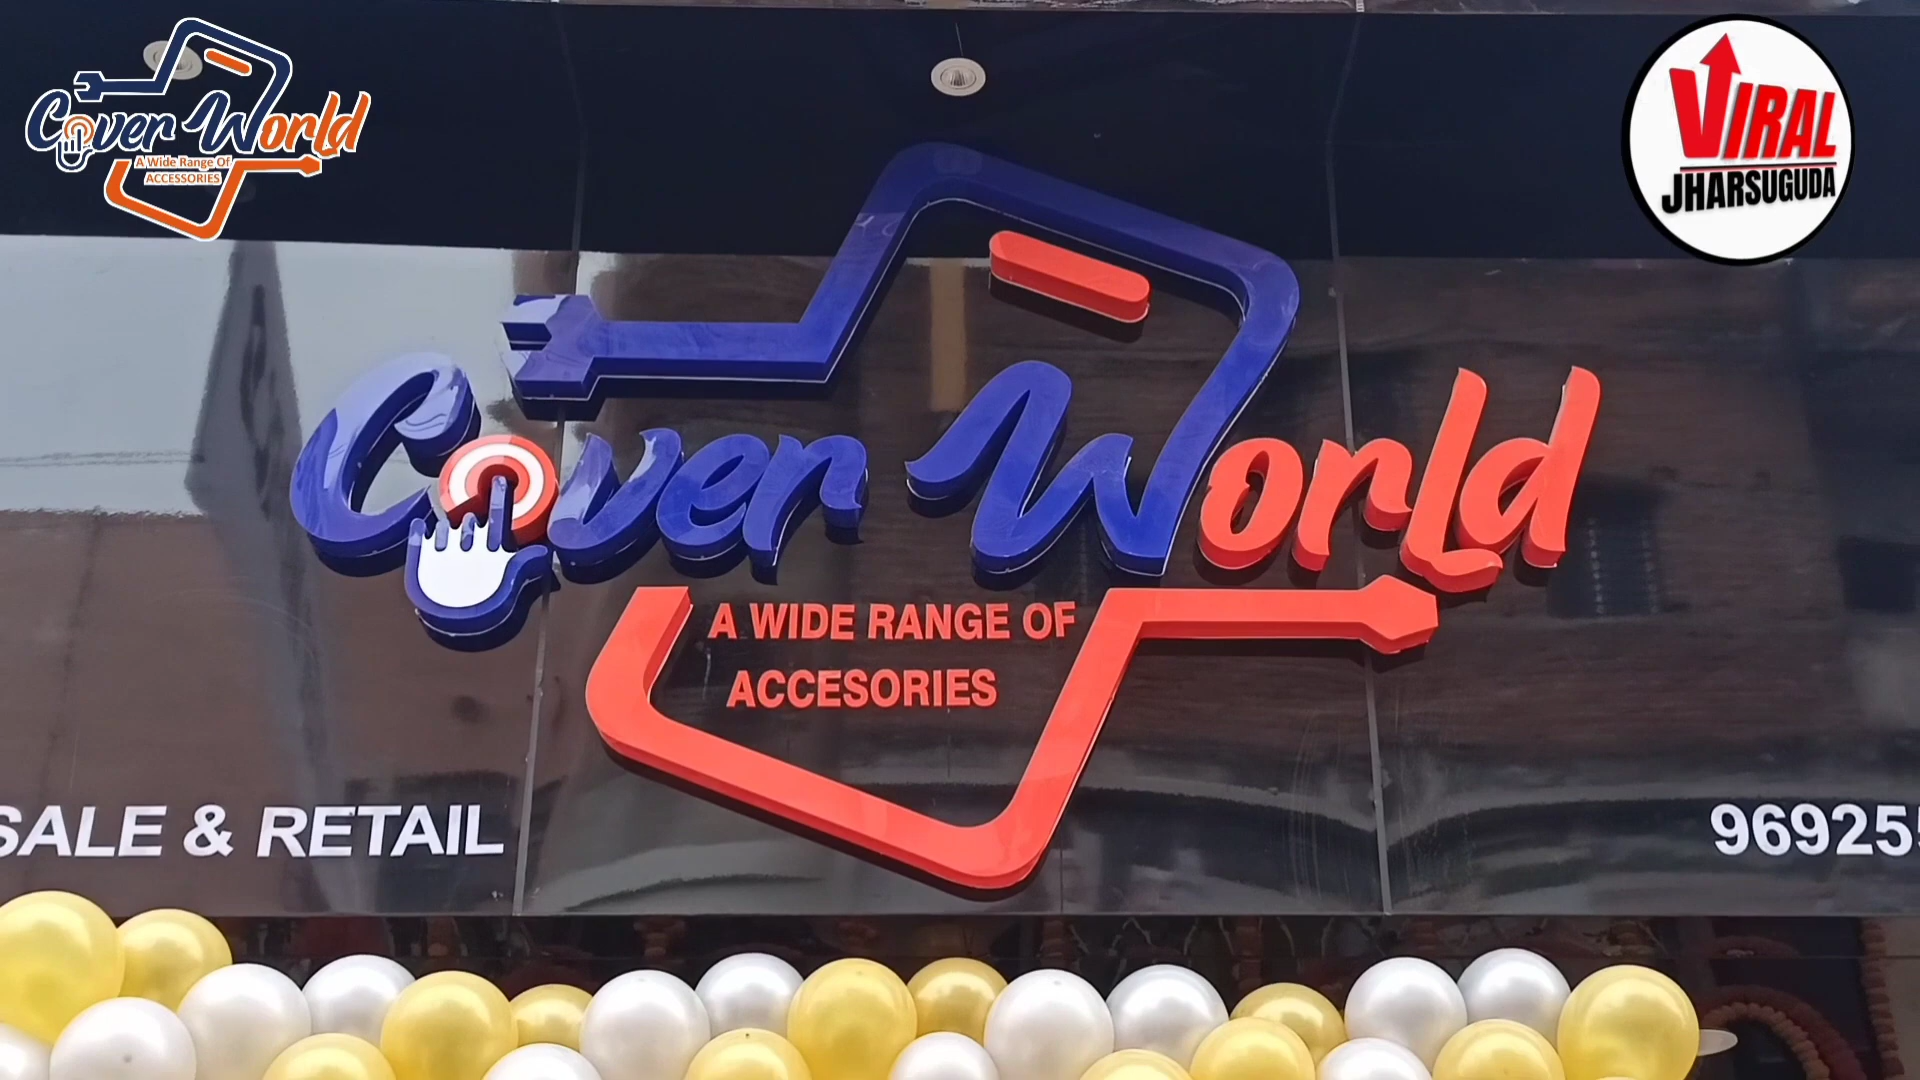 Cover World
A Wide Range Of
ACCESSORIES
VIRAL
JHARSUGUDA
Cover World
A WIDE RANGE OF
ACCESORIES
SALE & RETAIL
96925